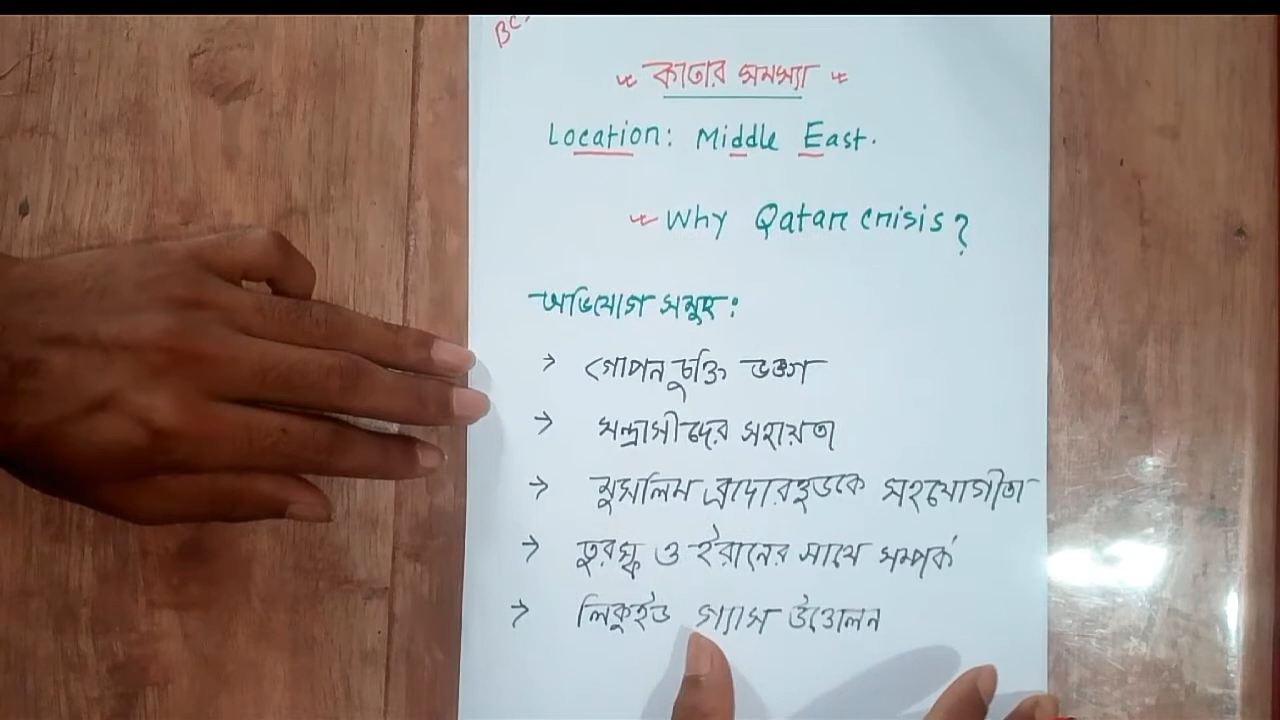 BC
কাতার সমস্যা
Location: Middle East.
Why Qatar crisis?
অভিযোগ সমুহ:
→ গোপন চুক্তি ভঙ্গ
→ সন্ত্রাসীদের সহায়তা
→ মুসলিম ব্রাদারহুডকে সহযোগীতা
→ তুরস্ক ও ইরানের সাথে সম্পর্ক
→ লিকুইড গ্যাস উত্তোলন